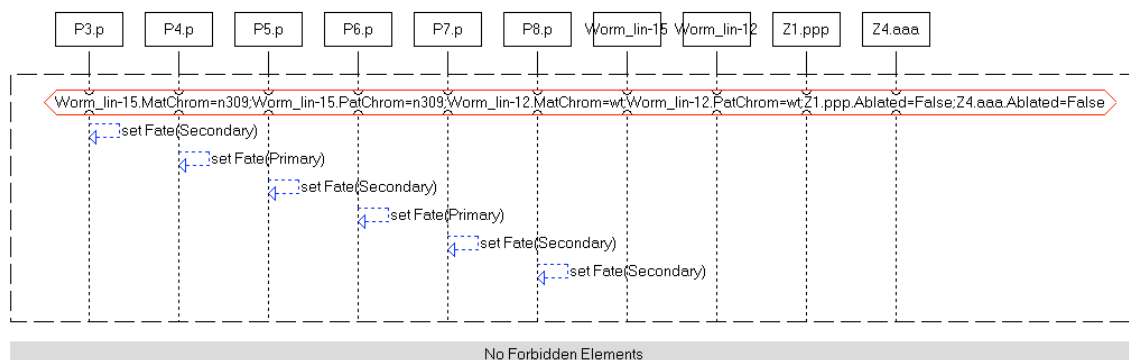 P3.p P4.p P5.p P6.p P7.p P8.p Worm_lin-15 Worm_lin-12 Z1.ppp Z4.aaa
Worm_lin-15.MatChrom=n309;Worm_lin-15.PatChrom=n309;Worm_lin-12.MatChrom=wt;Worm_lin-12.PatChrom=wt;Z1.ppp.Ablated=False;Z4.aaa.Ablated=False
set Fate(Secondary)
set Fate(Primary)
set Fate(Secondary)
set Fate(Primary)
set Fate(Secondary)
set Fate(Secondary)
No Forbidden Elements